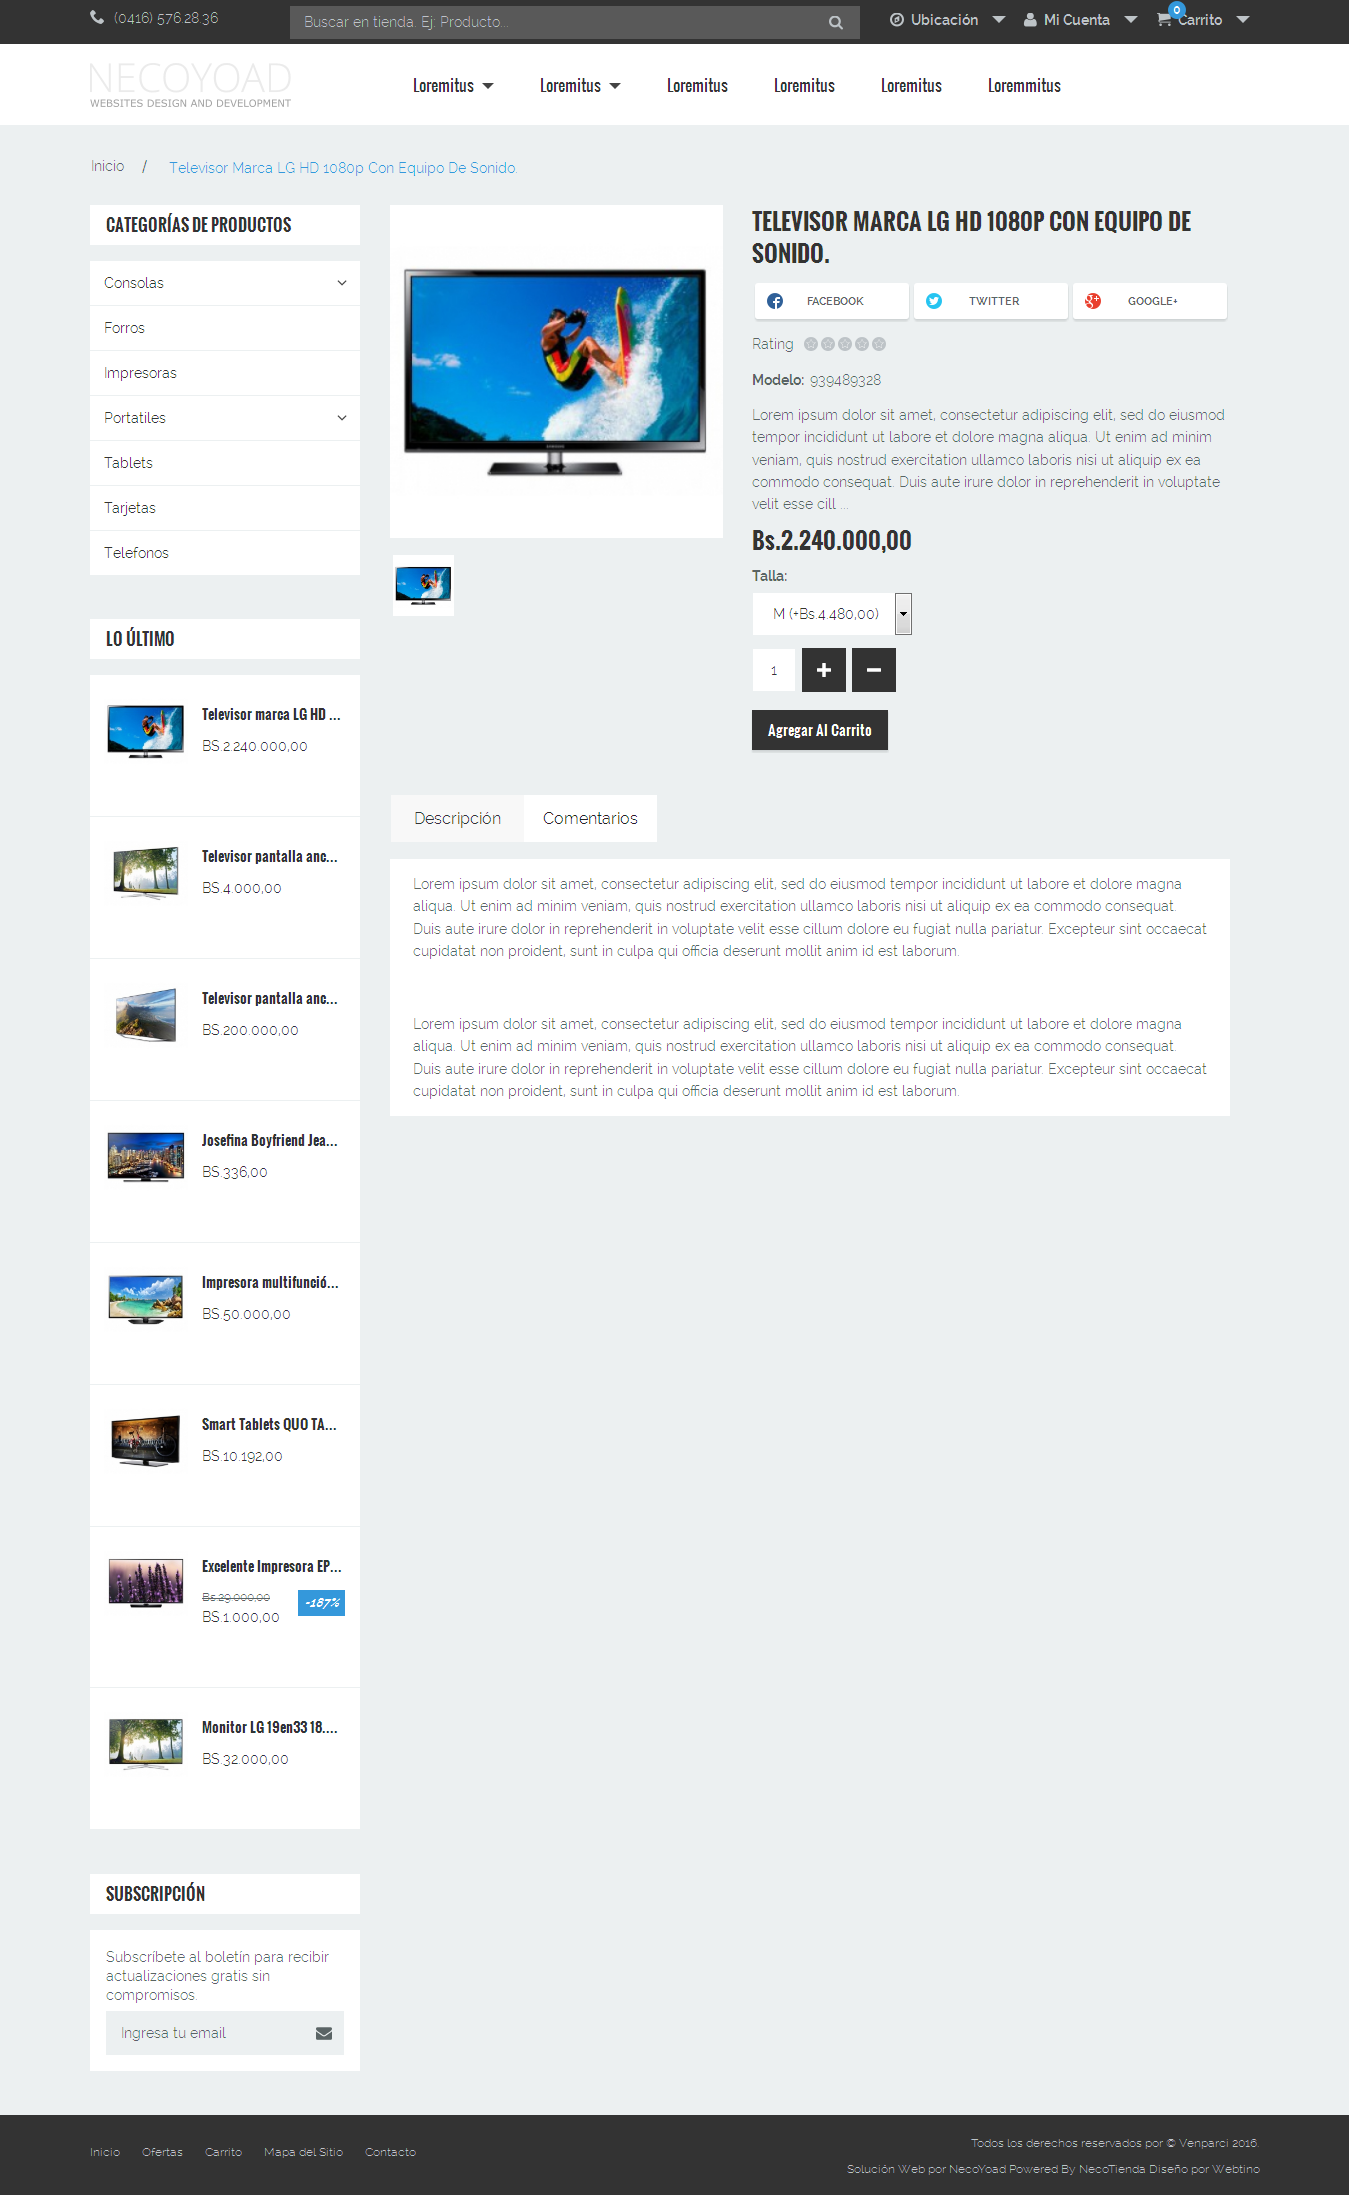 (0416) 576.28.36
Buscar en tienda. Ej: Producto...
Ubicación
Mi Cuenta
0
Carrito
NECOYOAD
WEBSITES DESIGN AND DEVELOPMENT
Loremitus
Loremitus
Loremitus
Loremitus
Loremitus
Loremmitus
Inicio / Televisor Marca LG HD 1080p Con Equipo De Sonido.
CATEGORÍAS DE PRODUCTOS
Consolas
Forros
Impresoras
Portatiles
Tablets
Tarjetas
Telefonos
TELEVISOR MARCA LG HD 1080P CON EQUIPO DE
SONIDO.
FACEBOOK
TWITTER
GOOGLE+
Rating
Modelo: 939489328
Lorem ipsum dolor sit amet, consectetur adipiscing elit, sed do eiusmod
tempor incididunt ut labore et dolore magna aliqua. Ut enim ad minim
veniam, quis nostrud exercitation ullamco laboris nisi ut aliquip ex ea
commodo consequat. Duis aute irure dolor in reprehenderit in voluptate
velit esse cill ...
Bs.2.240.000,00
Talla:
M (+Bs.4.480,00)
1
Agregar Al Carrito
LO ÚLTIMO
Televisor marca LG HD ...
BS.2.240.000,00
Televisor pantalla anc...
BS.4.000,00
Televisor pantalla anc...
BS.200.000,00
Josefina Boyfriend Jea...
BS.336,00
Impresora multifunció...
BS.50.000,00
Smart Tablets QUO TA...
BS.10.192,00
Excelente Impresora EP...
Bs.29.000,00
BS.1.000,00
-187%
Monitor LG 19en33 18....
BS.32.000,00
Descripción
Comentarios
Lorem ipsum dolor sit amet, consectetur adipiscing elit, sed do eiusmod tempor incididunt ut labore et dolore magna
aliqua. Ut enim ad minim veniam, quis nostrud exercitation ullamco laboris nisi ut aliquip ex ea commodo consequat.
Duis aute irure dolor in reprehenderit in voluptate velit esse cillum dolore eu fugiat nulla pariatur. Excepteur sint occaecat
cupidatat non proident, sunt in culpa qui officia deserunt mollit anim id est laborum.
Lorem ipsum dolor sit amet, consectetur adipiscing elit, sed do eiusmod tempor incididunt ut labore et dolore magna
aliqua. Ut enim ad minim veniam, quis nostrud exercitation ullamco laboris nisi ut aliquip ex ea commodo consequat.
Duis aute irure dolor in reprehenderit in voluptate velit esse cillum dolore eu fugiat nulla pariatur. Excepteur sint occaecat
cupidatat non proident, sunt in culpa qui officia deserunt mollit anim id est laborum.
SUBSCRIPCIÓN
Subscríbete al boletín para recibir
actualizaciones gratis sin
compromisos.
Ingresa tu email
Inicio
Ofertas
Carrito
Mapa del Sitio
Contacto
Todos los derechos reservados por © Venparci 2016.
Solución Web por NecoYoad Powered By NecoTienda Diseño por Webtino